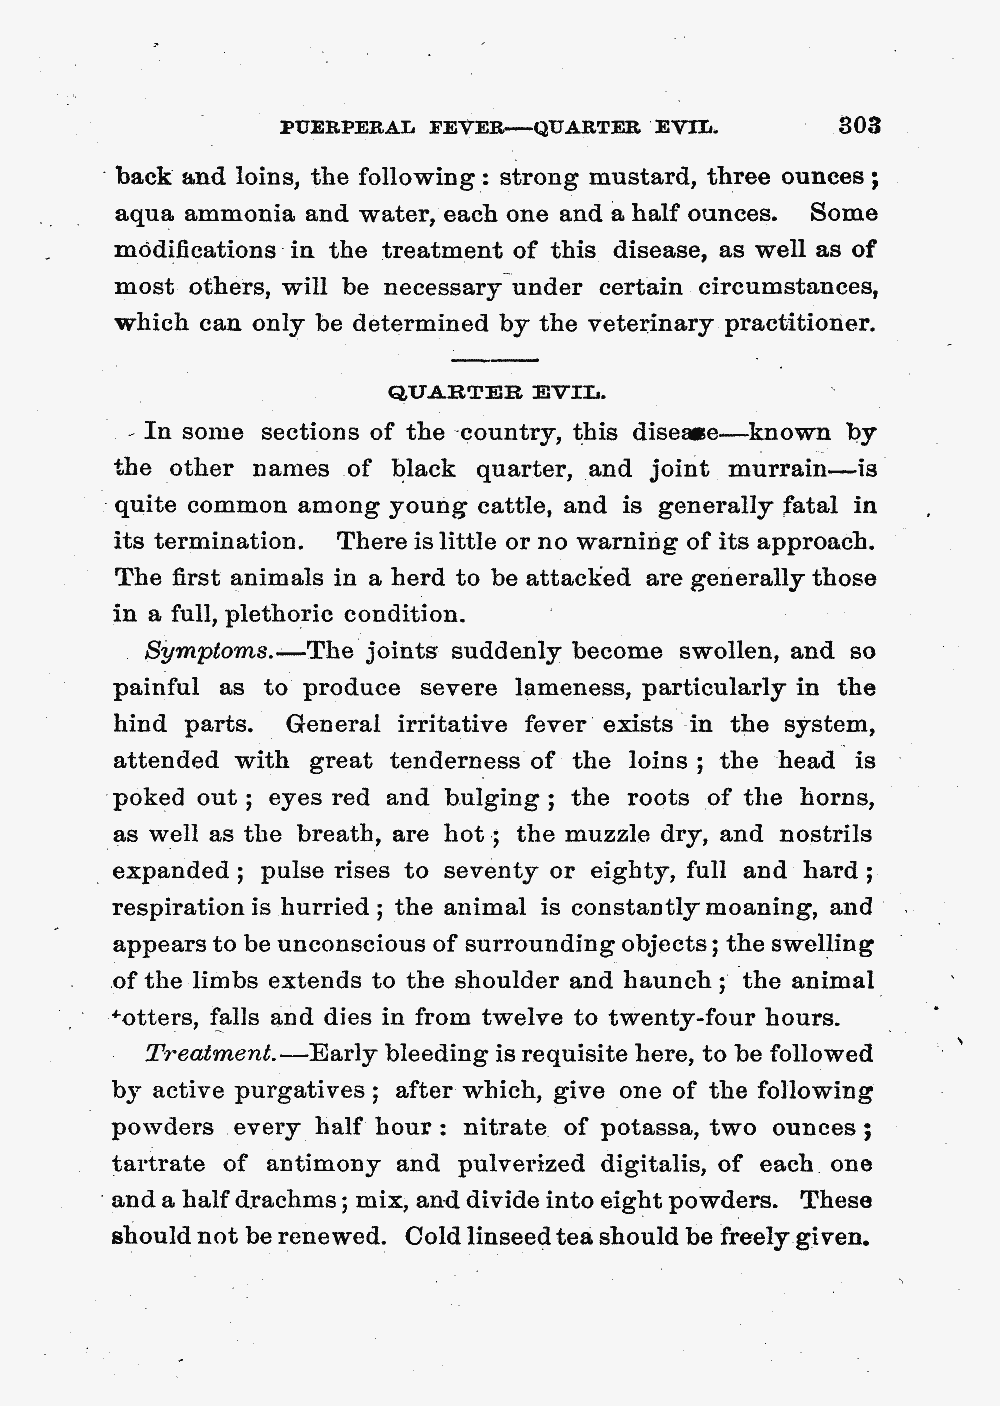 PUERPERAL FEVER—QUARTER EVIL. 303
back and loins, the following : strong mustard, three ounces ;
aqua ammonia and water, each one and a half ounces. Some
modifications in the treatment of this disease, as well as of
most others, will be necessary under certain circumstances,
which can only be determined by the veterinary practitioner.
QUARTER EVIL.
In some sections of the country, this disease—known by
the other names of black quarter, and joint murrain—is
quite common among young cattle, and is generally fatal in
its termination. There is little or no warning of its approach.
The first animals in a herd to be attacked are generally those
in a full, plethoric condition.
Symptoms.—The joints suddenly become swollen, and so
painful as to produce severe lameness, particularly in the
hind parts. General irritative fever exists in the system,
attended with great tenderness of the loins ; the head is
poked out ; eyes red and bulging ; the roots of the horns,
as well as the breath, are hot ; the muzzle dry, and nostrils
expanded ; pulse rises to seventy or eighty, full and hard ;
respiration is hurried ; the animal is constantly moaning, and
appears to be unconscious of surrounding objects ; the swelling
of the limbs extends to the shoulder and haunch ; the animal
totters, falls and dies in from twelve to twenty-four hours.
Treatment.—Early bleeding is requisite here, to be followed
by active purgatives ; after which, give one of the following
powders every half hour : nitrate of potassa, two ounces ;
tartrate of antimony and pulverized digitalis, of each one
and a half drachms ; mix, and divide into eight powders. These
should not be renewed. Cold linseed tea should be freely given.